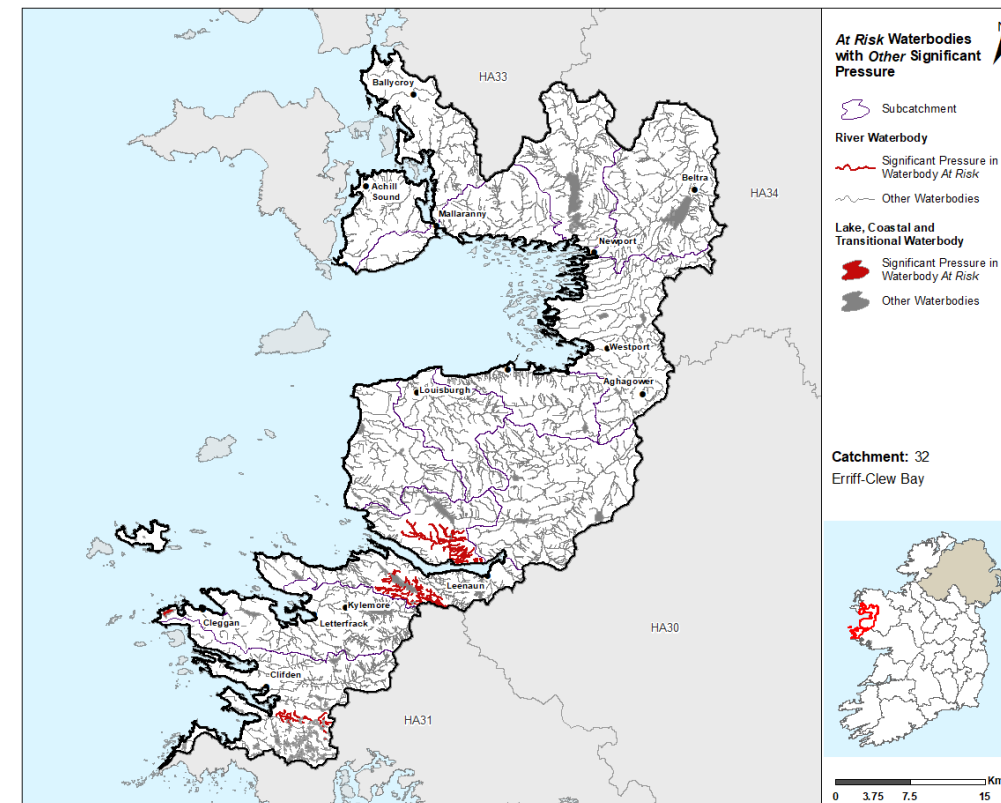 HA33
Ballycroy
Achill
Sound
Mallaranny
Beltra
HA34
Newport
Westport
Aghagower
Louisburgh
Leenaun
Kylemore
Cleggan
Letterfrack
HA30
Clifden
HA31
At Risk Waterbodies
with Other Significant
Pressure
N
Subcatchment
River Waterbody
Significant Pressure in
Waterbody At Risk
Other Waterbodies
Lake, Coastal and
Transitional Waterbody
Significant Pressure in
Waterbody At Risk
Other Waterbodies
Catchment: 32
Erriff-Clew Bay
Km
0 3.75 7.5 15